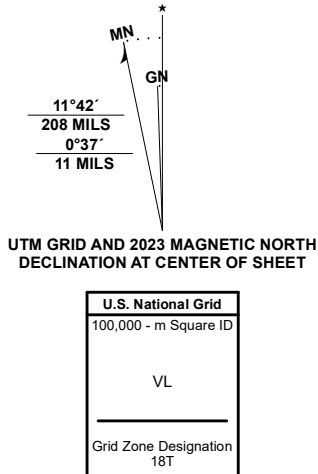 ★
MN
GN
11°42´
208 MILS
0°37´
11 MILS
UTM GRID AND 2023 MAGNETIC NORTH
DECLINATION AT CENTER OF SHEET
U.S. National Grid
100,000 - m Square ID
VL
Grid Zone Designation
18T